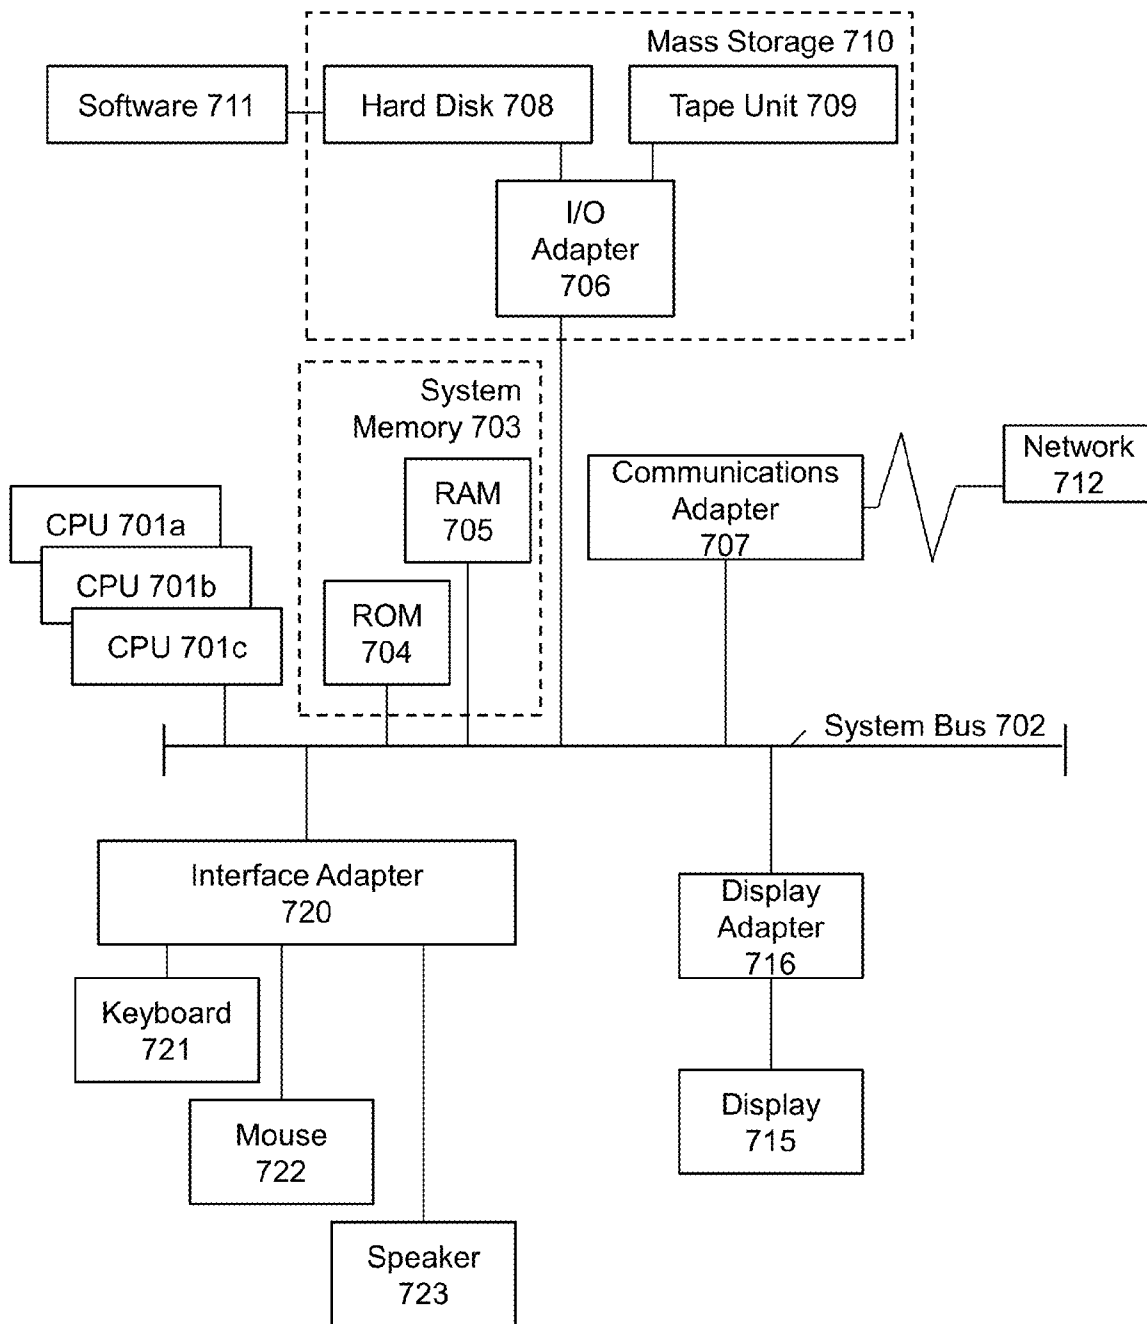 Mass Storage 710
Software 711
Hard Disk 708
Tape Unit 709
I/O
Adapter
706
System
Memory 703
RAM
705
ROM
704
Communications
Adapter
707
Network
712
CPU 701a
CPU 701b
CPU 701c
System Bus 702
Interface Adapter
720
Display
Adapter
716
Keyboard
721
Mouse
722
Speaker
723
Display
715